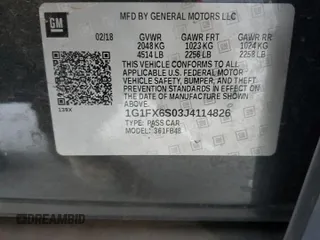 GM
MFD BY GENERAL MOTORS LLC
02/18 GVWR GAWR FRT GAWR RR
2048 KG 1023 KG 1024 KG
4514 LB 2256 LB 2258 LB
THIS VEHICLE CONFORMS TO ALL
APPLICABLE U.S. FEDERAL MOTOR
VEHICLE SAFETY, BUMPER, AND THEFT
PREVENTION STANDARDS IN EFFECT
ON THE DATE OF MANUFACTURE
SHOWN ABOVE.
1G1FX6S03J4114826
TYPE: PASS CAR
MODEL: 361FB48
© DREAMBID